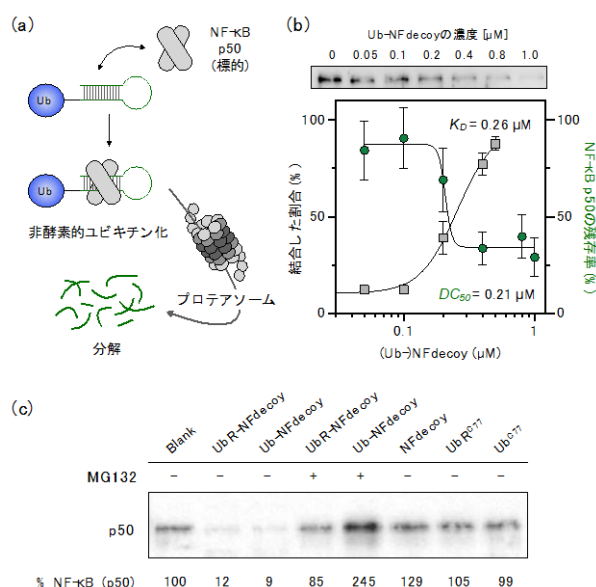 (a)
NF-κB
p50
(標的)
Ub
Ub
非酵素的ユビキチン化
プロテアソーム
分解
(b)
Ub-NFdecoyの濃度 [μM]
0 0.05 0.1 0.2 0.4 0.8 1.0
100
50
0
結合した割合 (%)
K_D = 0.26 μM
DC₅₀ = 0.21 μM
100
50
0
NF-κB p50の残存率 (%)
0.1 1
(Ub-)NFdecoy (μM)
(c)
Blank UbR-NFdecoy Ub-NFdecoy UbR-NFdecoy Ub-NFdecoy NFdecoy UbR^C77 Ub^C77
MG132 − − − + + − − −
p50
% NF-κB (p50) 100 12 9 85 245 129 105 99